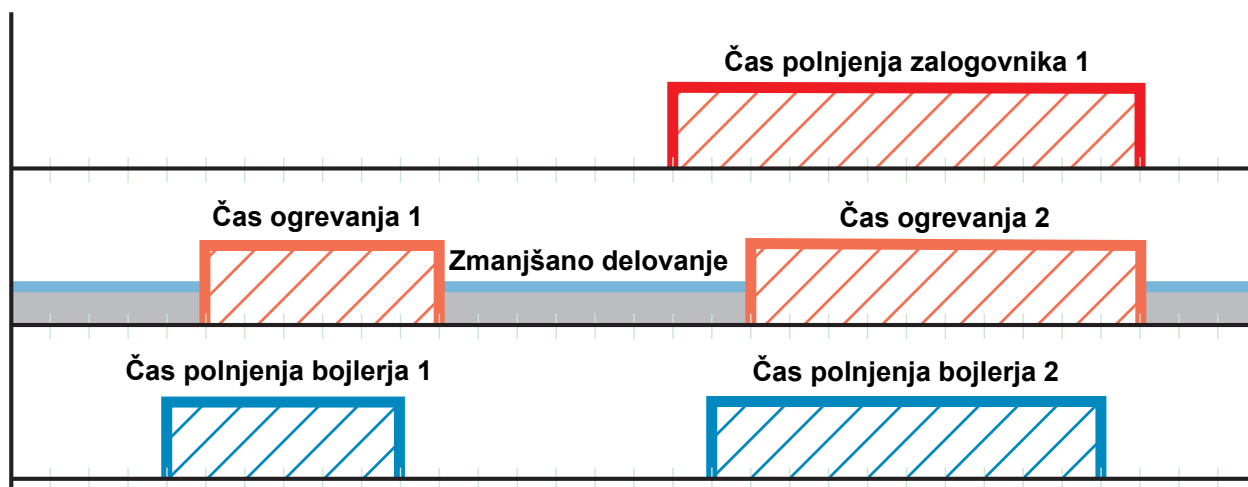 Čas polnjenja zalogovnika 1
Čas ogrevanja 1
Čas ogrevanja 2
Zmanjšano delovanje
Čas polnjenja bojlerja 1
Čas polnjenja bojlerja 2